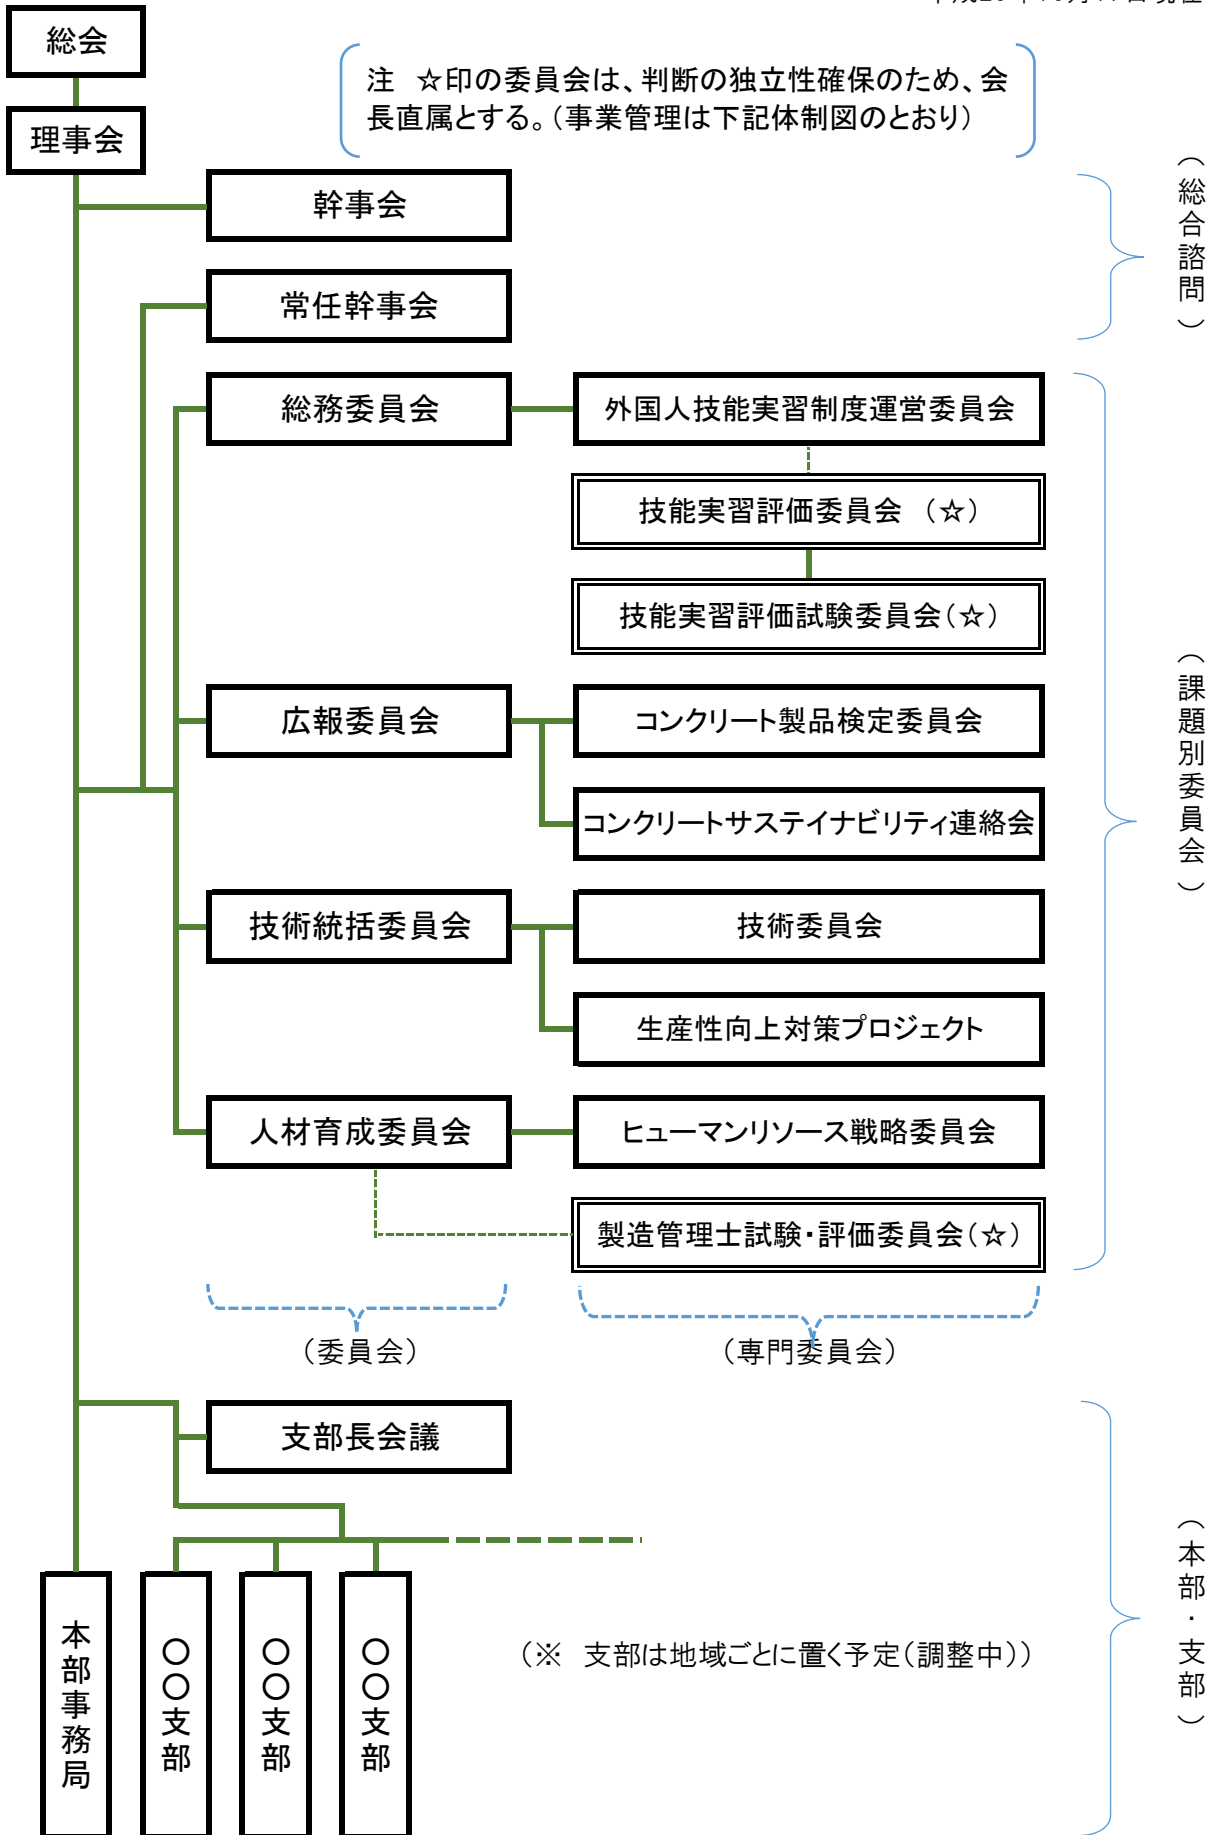 総会
理事会
注　☆印の委員会は、判断の独立性確保のため、会
長直属とする。（事業管理は下記体制図のとおり）
幹事会
常任幹事会
（総合諮問）
総務委員会
外国人技能実習制度運営委員会
技能実習評価委員会　（☆）
技能実習評価試験委員会（☆）
広報委員会
コンクリート製品検定委員会
コンクリートサステイナビリティ連絡会
技術統括委員会
技術委員会
生産性向上対策プロジェクト
人材育成委員会
ヒューマンリソース戦略委員会
製造管理士試験・評価委員会（☆）
（課題別委員会）
（委員会）
（専門委員会）
支部長会議
本部事務局
〇〇支部
〇〇支部
〇〇支部
（※　支部は地域ごとに置く予定（調整中））
（本部・支部）